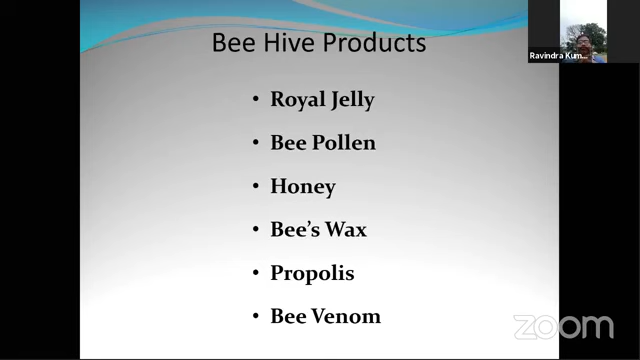 Bee Hive Products
Ravindra Kum...
• Royal Jelly
• Bee Pollen
• Honey
• Bee's Wax
• Propolis
• Bee Venom
zoom